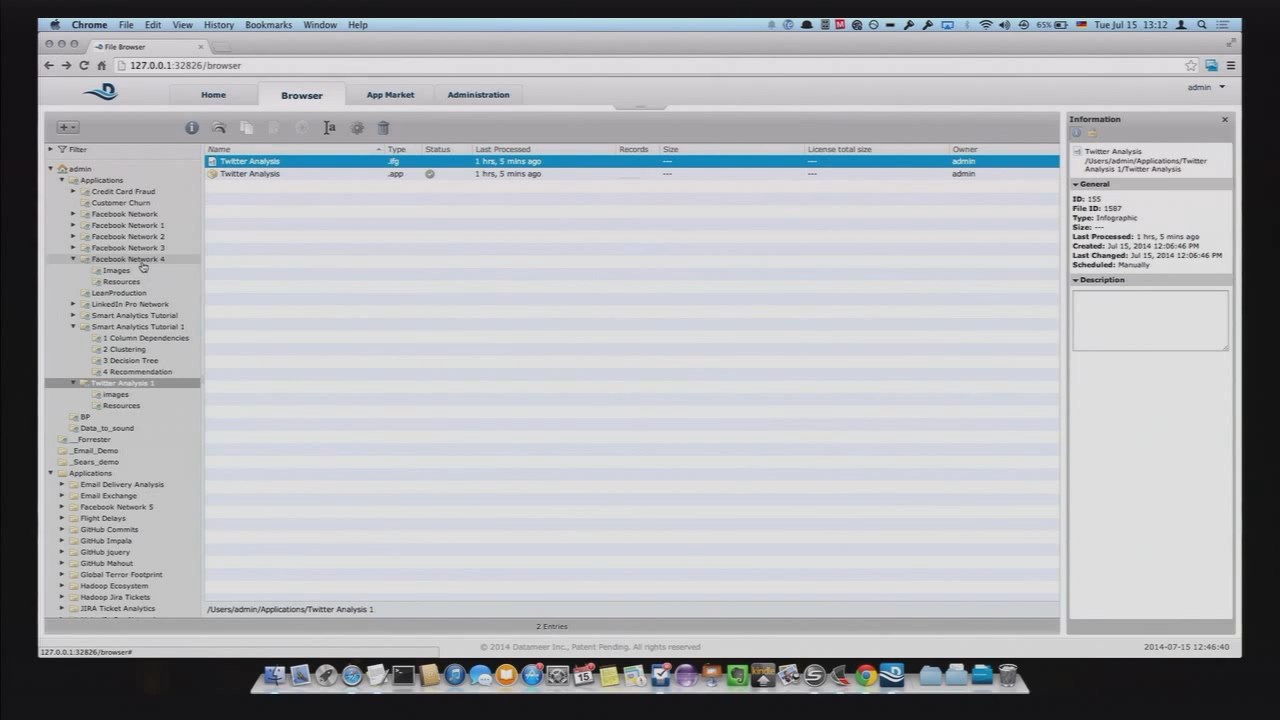 Chrome File Edit View History Bookmarks Window Help 65% Tue Jul 15 13:12
File Browser
127.0.0.1:32826/browser
Home Browser App Market Administration admin
Information
Filter
Name Type Status Last Processed Records Size License total size Owner
Twitter Analysis .ifg 1 hrs, 5 mins ago --- --- admin
Twitter Analysis .app 1 hrs, 5 mins ago --- --- admin
admin
Applications
Credit Card Fraud
Customer Churn
Facebook Network
Facebook Network 1
Facebook Network 2
Facebook Network 3
Facebook Network 4
Images
Resources
LeanProduction
LinkedIn Pro Network
Smart Analytics Tutorial
Smart Analytics Tutorial 1
1 Column Dependencies
2 Clustering
3 Decision Tree
4 Recommendation
Twitter Analysis 1
images
Resources
BP
Data_to_sound
__Forrester
_Email_Demo
_Sears_demo
Applications
Email Delivery Analysis
Email Exchange
Facebook Network 5
Flight Delays
GitHub Commits
GitHub Impala
GitHub jquery
GitHub Mahout
Global Terror Footprint
Hadoop Ecosystem
Hadoop Jira Tickets
JIRA Ticket Analytics
Twitter Analysis
/Users/admin/Applications/Twitter
Analysis 1/Twitter Analysis
General
ID: 155
File ID: 1587
Type: Infographic
Size: ---
Last Processed: 1 hrs, 5 mins ago
Created: Jul 15, 2014 12:06:46 PM
Last Changed: Jul 15, 2014 12:06:46 PM
Scheduled: Manually
Description
/Users/admin/Applications/Twitter Analysis 1
2 Entries
© 2014 Datameer Inc., Patent Pending. All rights reserved
2014-07-15 12:46:40
127.0.0.1:32826/browser#
15